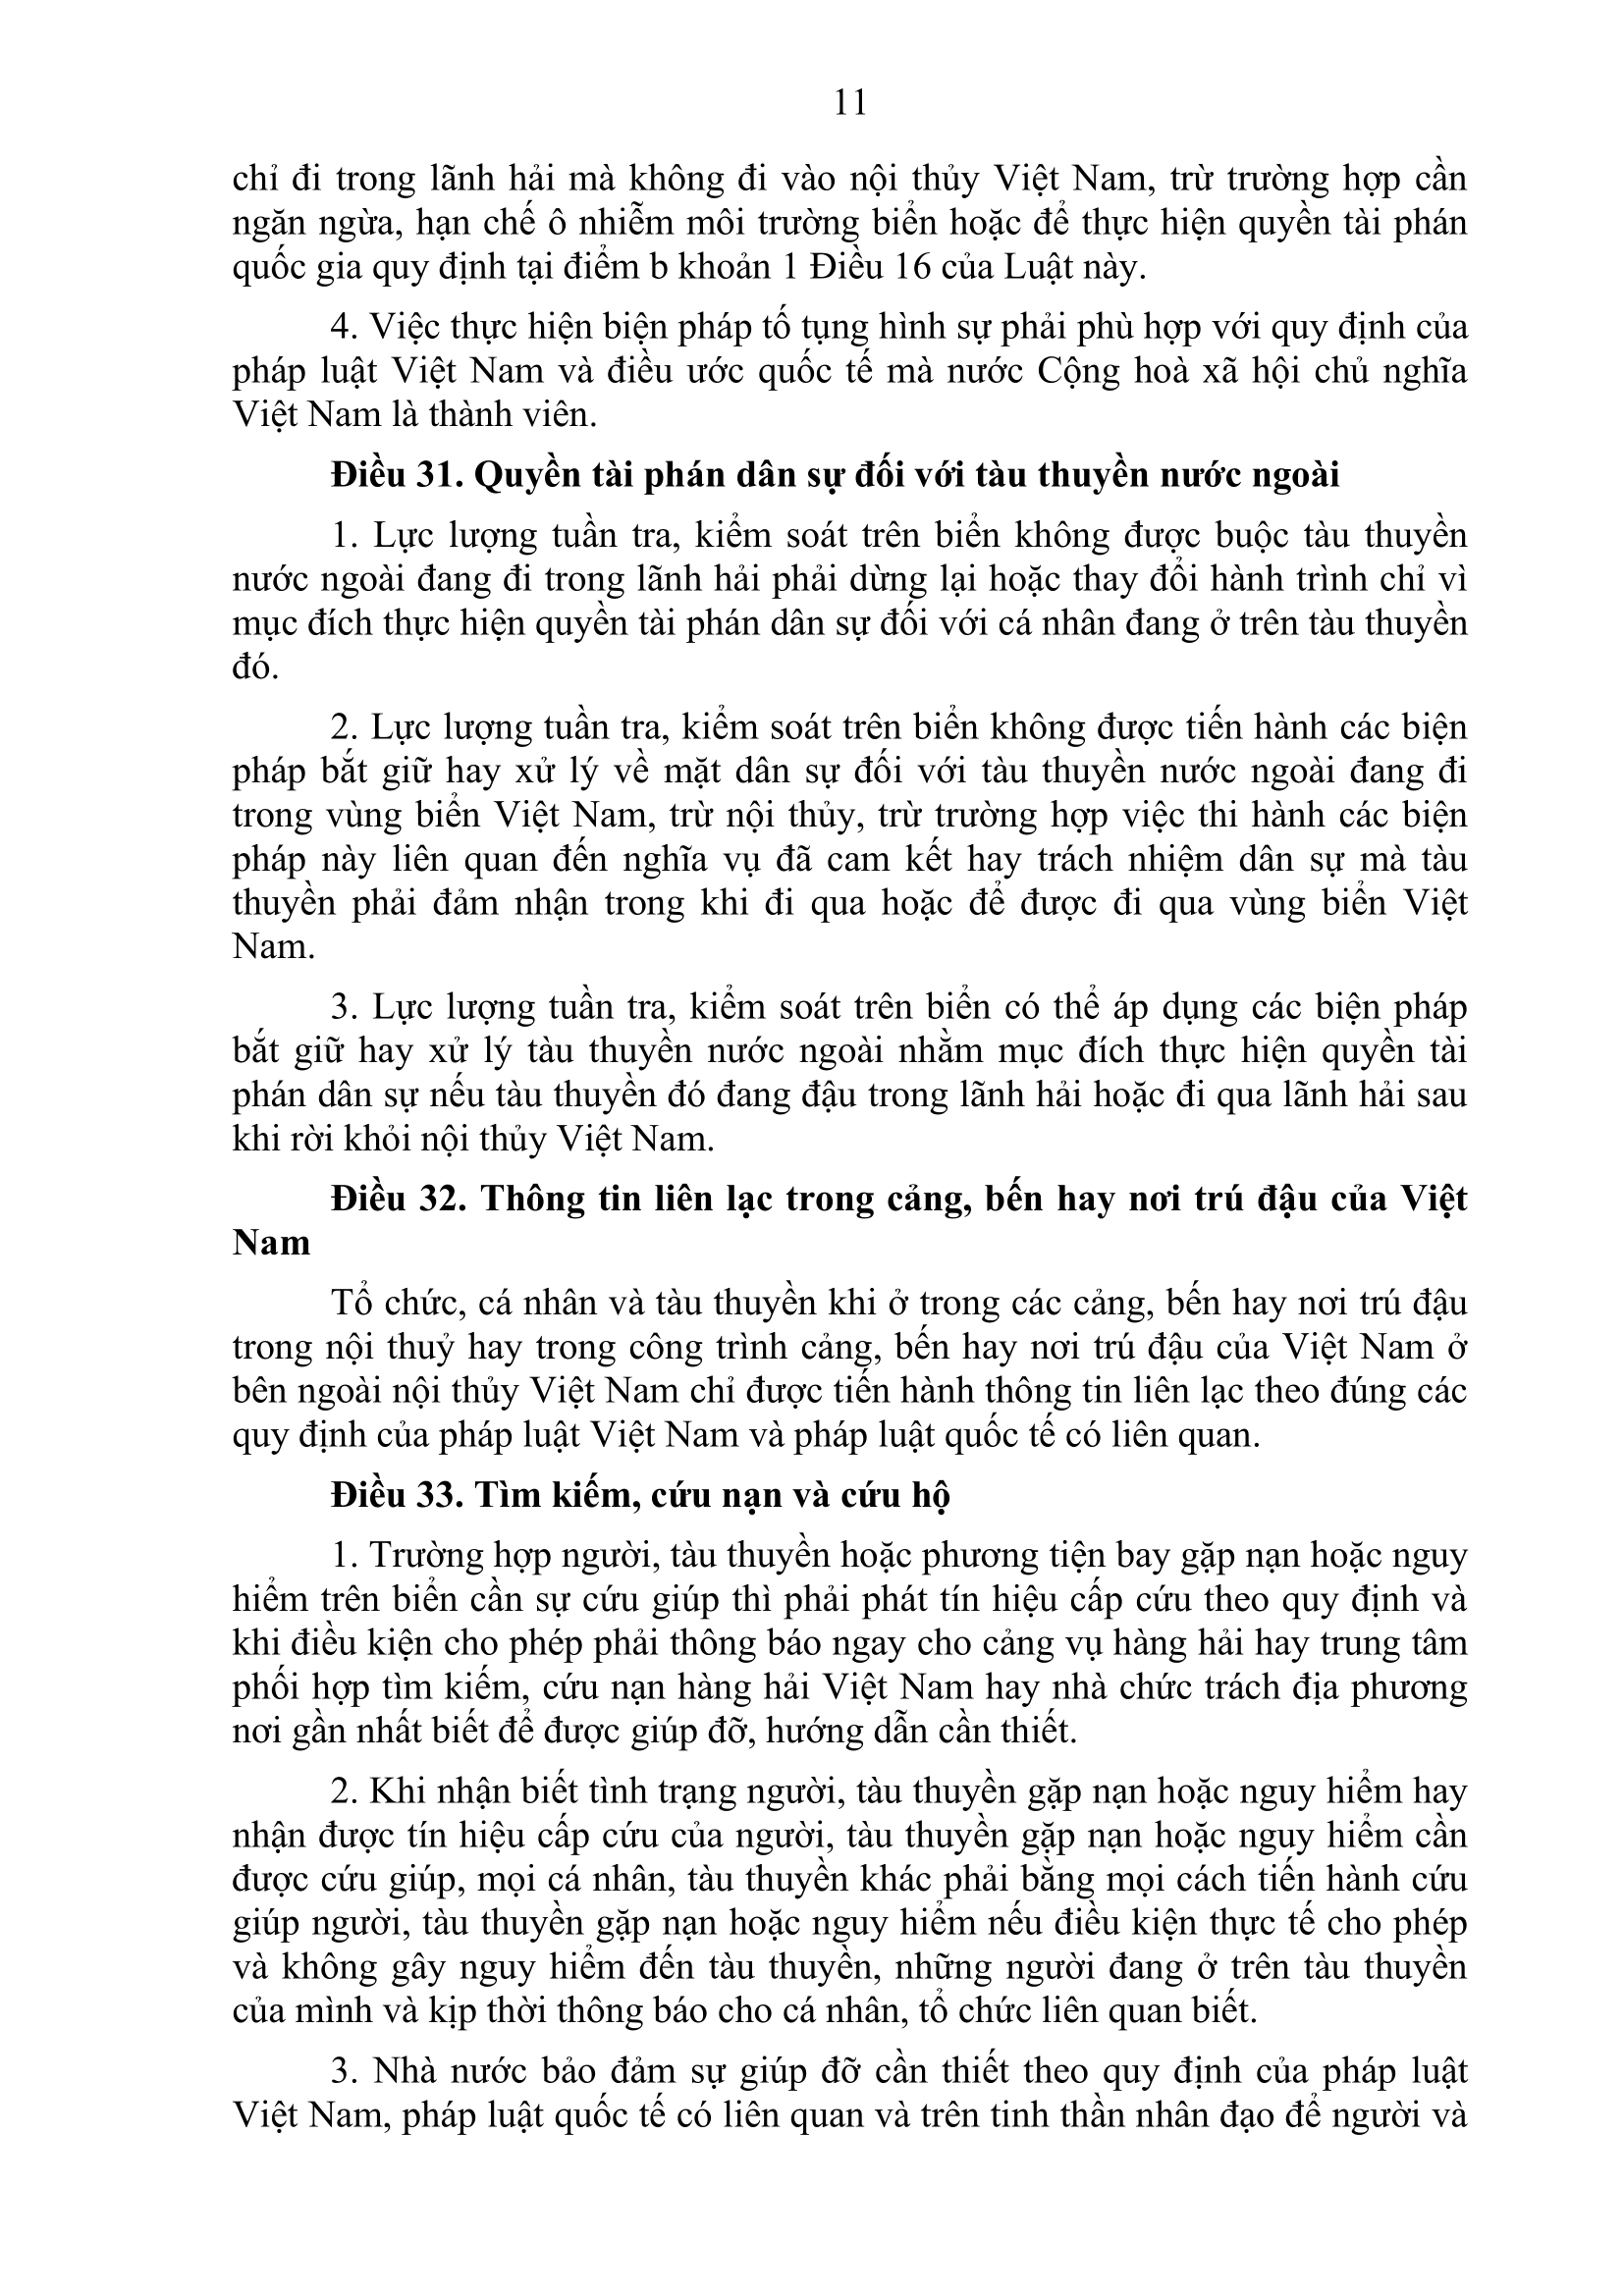 11
chỉ đi trong lãnh hải mà không đi vào nội thủy Việt Nam, trừ trường hợp cần
ngăn ngừa, hạn chế ô nhiễm môi trường biển hoặc để thực hiện quyền tài phán
quốc gia quy định tại điểm b khoản 1 Điều 16 của Luật này.
4. Việc thực hiện biện pháp tố tụng hình sự phải phù hợp với quy định của
pháp luật Việt Nam và điều ước quốc tế mà nước Cộng hoà xã hội chủ nghĩa
Việt Nam là thành viên.
Điều 31. Quyền tài phán dân sự đối với tàu thuyền nước ngoài
1. Lực lượng tuần tra, kiểm soát trên biển không được buộc tàu thuyền
nước ngoài đang đi trong lãnh hải phải dừng lại hoặc thay đổi hành trình chỉ vì
mục đích thực hiện quyền tài phán dân sự đối với cá nhân đang ở trên tàu thuyền
đó.
2. Lực lượng tuần tra, kiểm soát trên biển không được tiến hành các biện
pháp bắt giữ hay xử lý về mặt dân sự đối với tàu thuyền nước ngoài đang đi
trong vùng biển Việt Nam, trừ nội thủy, trừ trường hợp việc thi hành các biện
pháp này liên quan đến nghĩa vụ đã cam kết hay trách nhiệm dân sự mà tàu
thuyền phải đảm nhận trong khi đi qua hoặc để được đi qua vùng biển Việt
Nam.
3. Lực lượng tuần tra, kiểm soát trên biển có thể áp dụng các biện pháp
bắt giữ hay xử lý tàu thuyền nước ngoài nhằm mục đích thực hiện quyền tài
phán dân sự nếu tàu thuyền đó đang đậu trong lãnh hải hoặc đi qua lãnh hải sau
khi rời khỏi nội thủy Việt Nam.
Điều 32. Thông tin liên lạc trong cảng, bến hay nơi trú đậu của Việt
Nam
Tổ chức, cá nhân và tàu thuyền khi ở trong các cảng, bến hay nơi trú đậu
trong nội thuỷ hay trong công trình cảng, bến hay nơi trú đậu của Việt Nam ở
bên ngoài nội thủy Việt Nam chỉ được tiến hành thông tin liên lạc theo đúng các
quy định của pháp luật Việt Nam và pháp luật quốc tế có liên quan.
Điều 33. Tìm kiếm, cứu nạn và cứu hộ
1. Trường hợp người, tàu thuyền hoặc phương tiện bay gặp nạn hoặc nguy
hiểm trên biển cần sự cứu giúp thì phải phát tín hiệu cấp cứu theo quy định và
khi điều kiện cho phép phải thông báo ngay cho cảng vụ hàng hải hay trung tâm
phối hợp tìm kiếm, cứu nạn hàng hải Việt Nam hay nhà chức trách địa phương
nơi gần nhất biết để được giúp đỡ, hướng dẫn cần thiết.
2. Khi nhận biết tình trạng người, tàu thuyền gặp nạn hoặc nguy hiểm hay
nhận được tín hiệu cấp cứu của người, tàu thuyền gặp nạn hoặc nguy hiểm cần
được cứu giúp, mọi cá nhân, tàu thuyền khác phải bằng mọi cách tiến hành cứu
giúp người, tàu thuyền gặp nạn hoặc nguy hiểm nếu điều kiện thực tế cho phép
và không gây nguy hiểm đến tàu thuyền, những người đang ở trên tàu thuyền
của mình và kịp thời thông báo cho cá nhân, tổ chức liên quan biết.
3. Nhà nước bảo đảm sự giúp đỡ cần thiết theo quy định của pháp luật
Việt Nam, pháp luật quốc tế có liên quan và trên tinh thần nhân đạo để người và